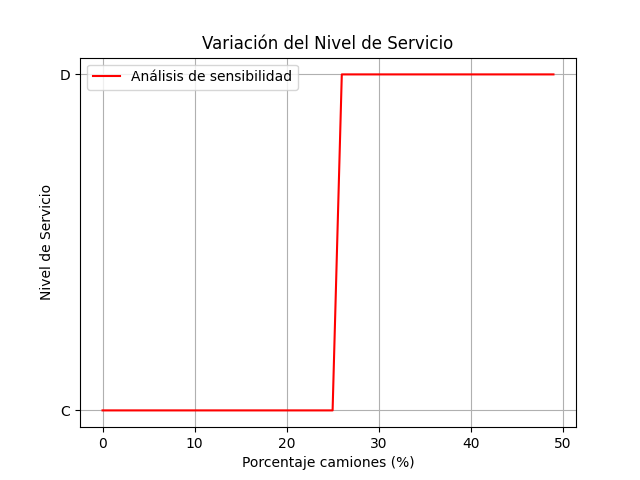 Variación del Nivel de Servicio
Análisis de sensibilidad
Nivel de Servicio
D
C
0 10 20 30 40 50
Porcentaje camiones (%)